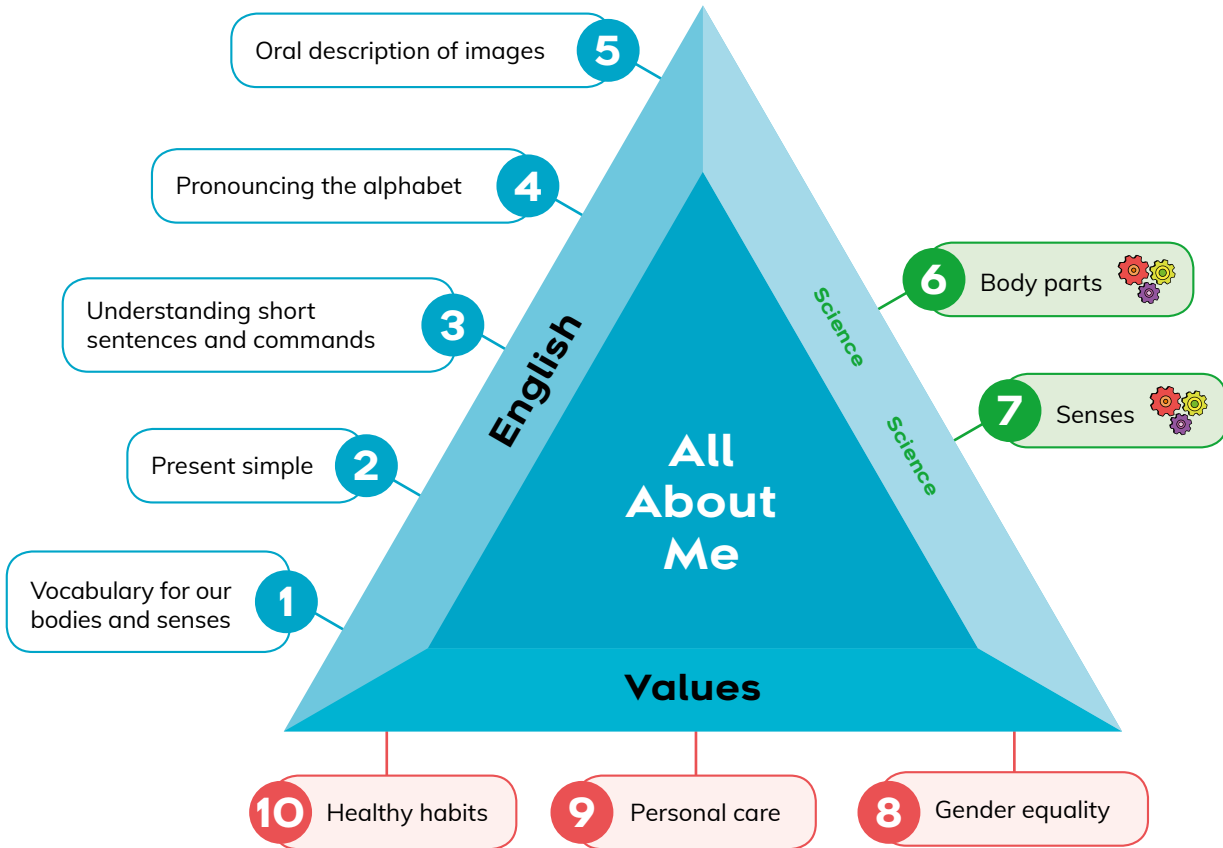 5
Oral description of images
4
Pronouncing the alphabet
3
Understanding short
sentences and commands
English
2
Present simple
1
Vocabulary for our
bodies and senses
All
About
Me
Science
6
Body parts
Science
7
Senses
Values
10
Healthy habits
9
Personal care
8
Gender equality